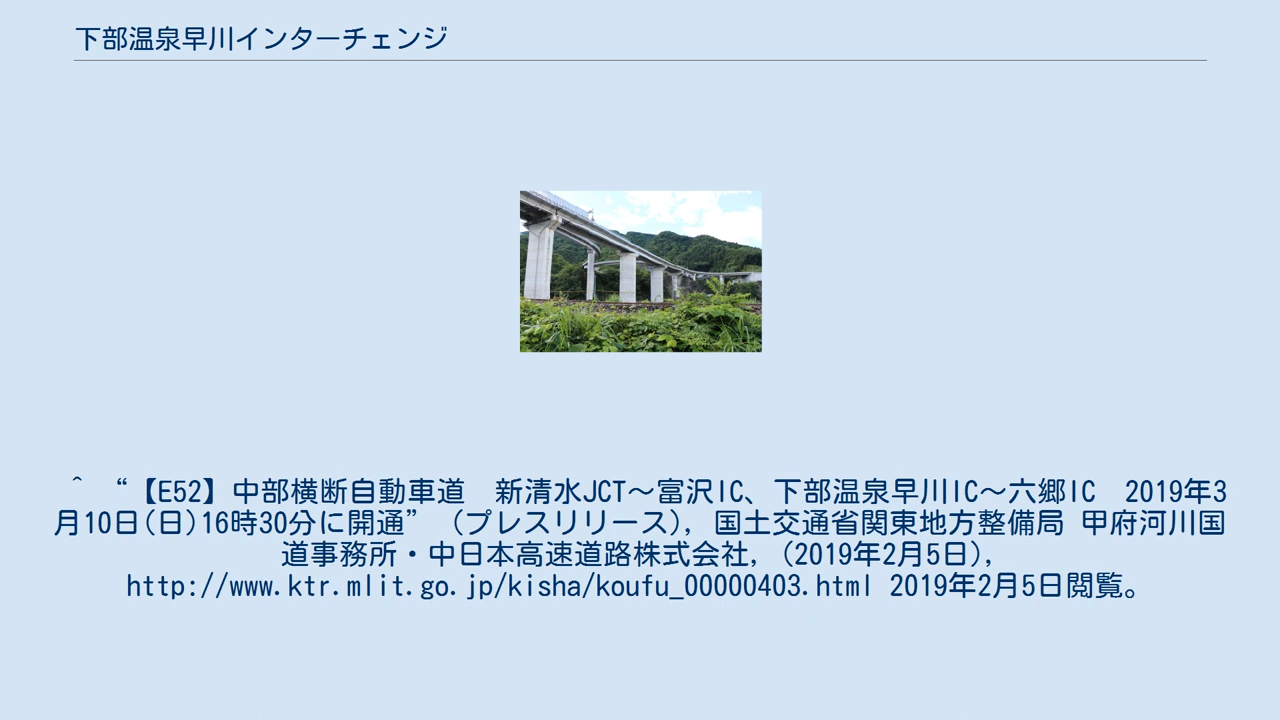 下部温泉早川インターチェンジ
^ “【E52】中部横断自動車道　新清水JCT～富沢IC、下部温泉早川IC～六郷IC　2019年3
月10日(日)16時30分に開通” (プレスリリース), 国土交通省関東地方整備局 甲府河川国
道事務所・中日本高速道路株式会社, (2019年2月5日),
http://www.ktr.mlit.go.jp/kisha/koufu_00000403.html 2019年2月5日閲覧。